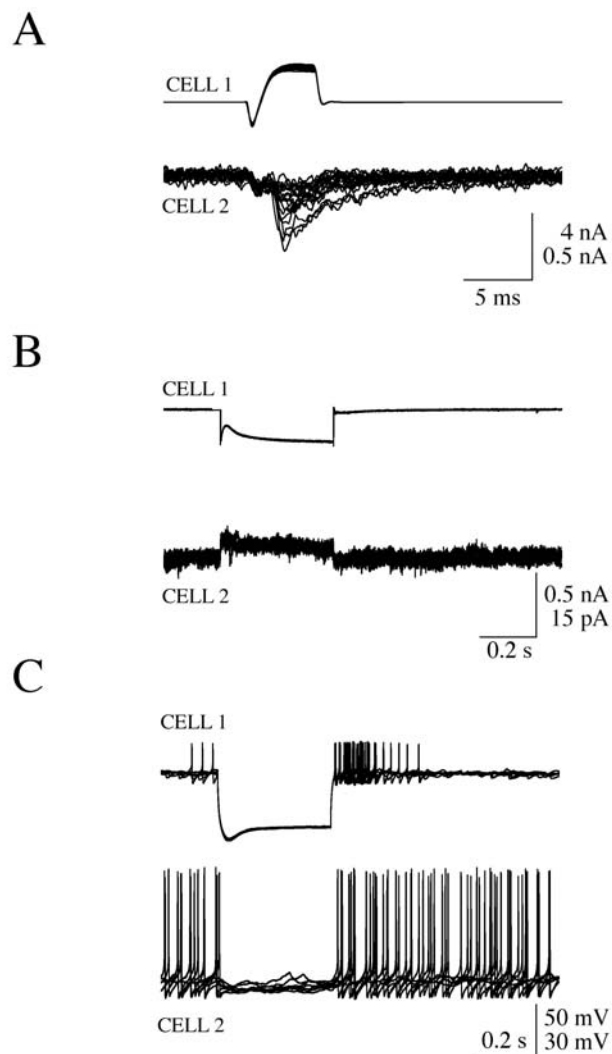 A
CELL 1
CELL 2
4 nA
0.5 nA
5 ms
B
CELL 1
CELL 2
0.5 nA
15 pA
0.2 s
C
CELL 1
CELL 2
50 mV
0.2 s
30 mV